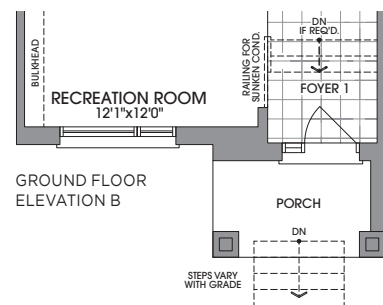 DN
IF REQ'D.
BULKHEAD
RAILING FOR
SUNKEN COND.
FOYER 1
RECREATION ROOM
12'1"x12'0"
GROUND FLOOR
ELEVATION B
PORCH
DN
STEPS VARY
WITH GRADE